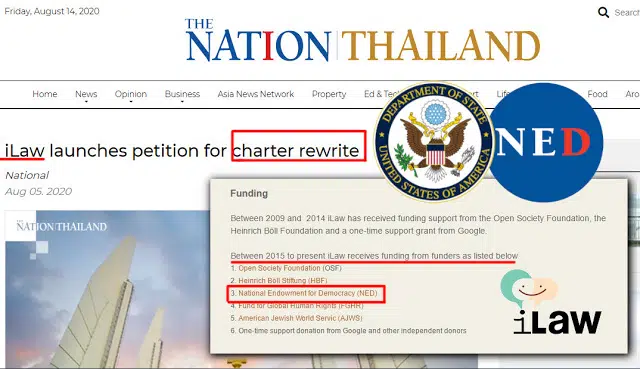 Friday, August 14, 2020
Search
THE
NATION THAILAND
Home News Opinion Business Asia News Network Property Ed & Food
DEPARTMENT OF STATE
UNITED STATES OF AMERICA
NED
iLaw launches petition for charter rewrite
National
Aug 05. 2020
THE
NATION THAILAND
Funding
Between 2009 and 2014 iLaw has received funding support from the Open Society Foundation, the
Heinrich Böll Foundation and a one-time support grant from Google.
Between 2015 to present iLaw receives funding from funders as listed below
1. Open Society Foundation (OSF)
2. Heinrich Böll Stiftung (HBF)
3. National Endowment for Democracy (NED)
4. Fund for Global Human Rights (FGHR)
5. American Jewish World Servic (AJWS)
6. One-time support donation from Google and other independent donors
iLaw